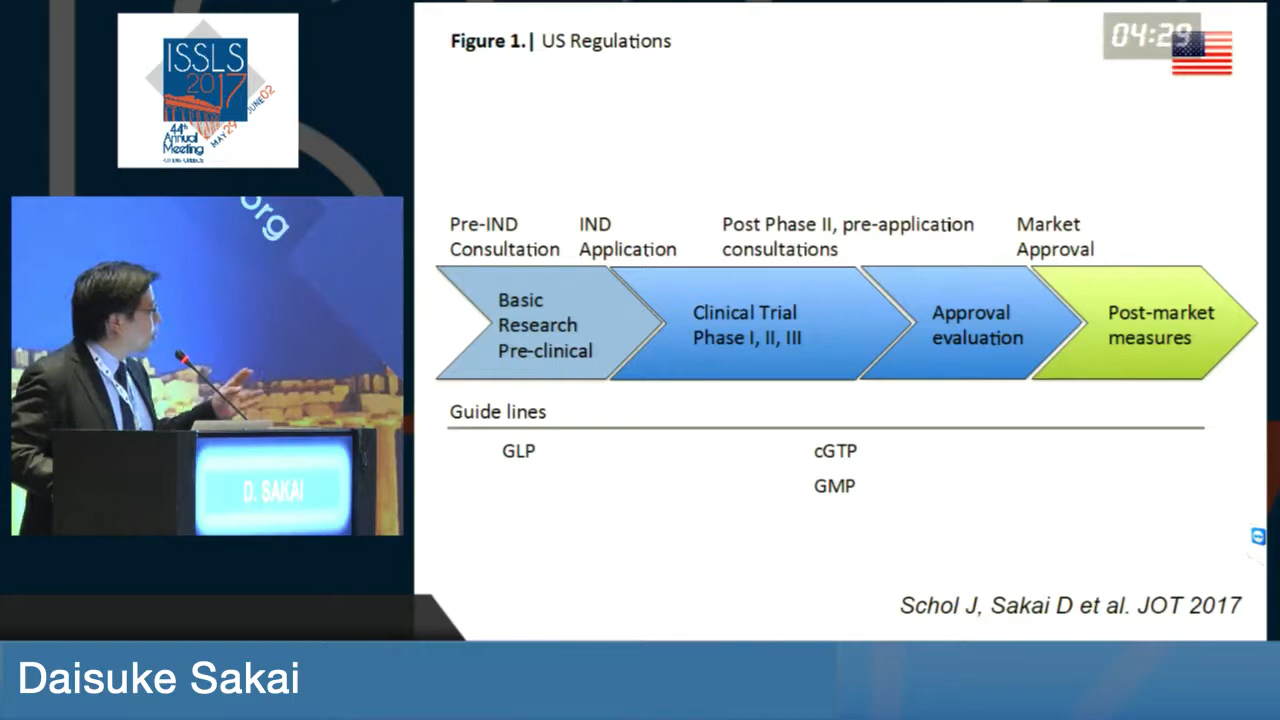 ISSLS
2017
44th
Annual
Meeting
MAY 29
JUNE 02
Figure 1.| US Regulations
04:29
org
Pre-IND
Consultation
IND
Application
Post Phase II, pre-application
consultations
Market
Approval
Basic
Research
Pre-clinical
Clinical Trial
Phase I, II, III
Approval
evaluation
Post-market
measures
Guide lines
GLP
cGTP
GMP
D. SAKAI
Schol J, Sakai D et al. JOT 2017
Daisuke Sakai